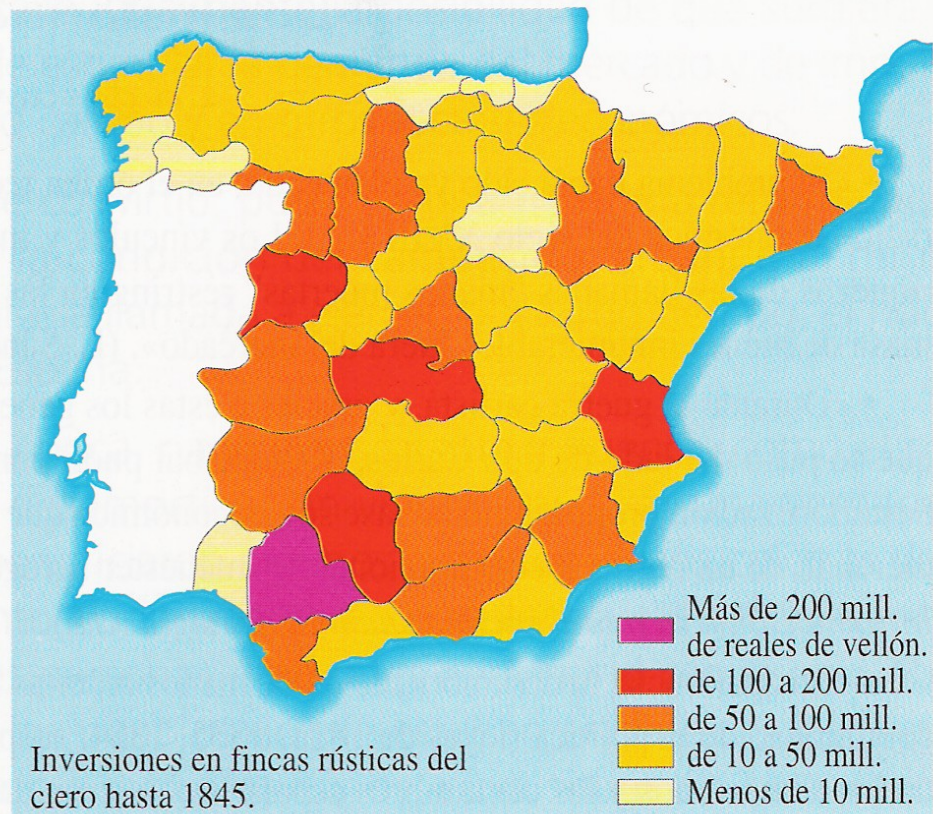 Más de 200 mill.
de reales de vellón.
de 100 a 200 mill.
de 50 a 100 mill.
de 10 a 50 mill.
Menos de 10 mill.
Inversiones en fincas rústicas del
clero hasta 1845.